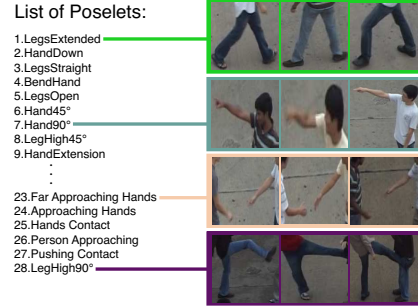 List of Poselets:
1.LegsExtended
2.HandDown
3.LegsStraight
4.BendHand
5.LegsOpen
6.Hand45°
7.Hand90°
8.LegHigh45°
9.HandExtension
.
.
.
23.Far Approaching Hands
24.Approaching Hands
25.Hands Contact
26.Person Approaching
27.Pushing Contact
28.LegHigh90°